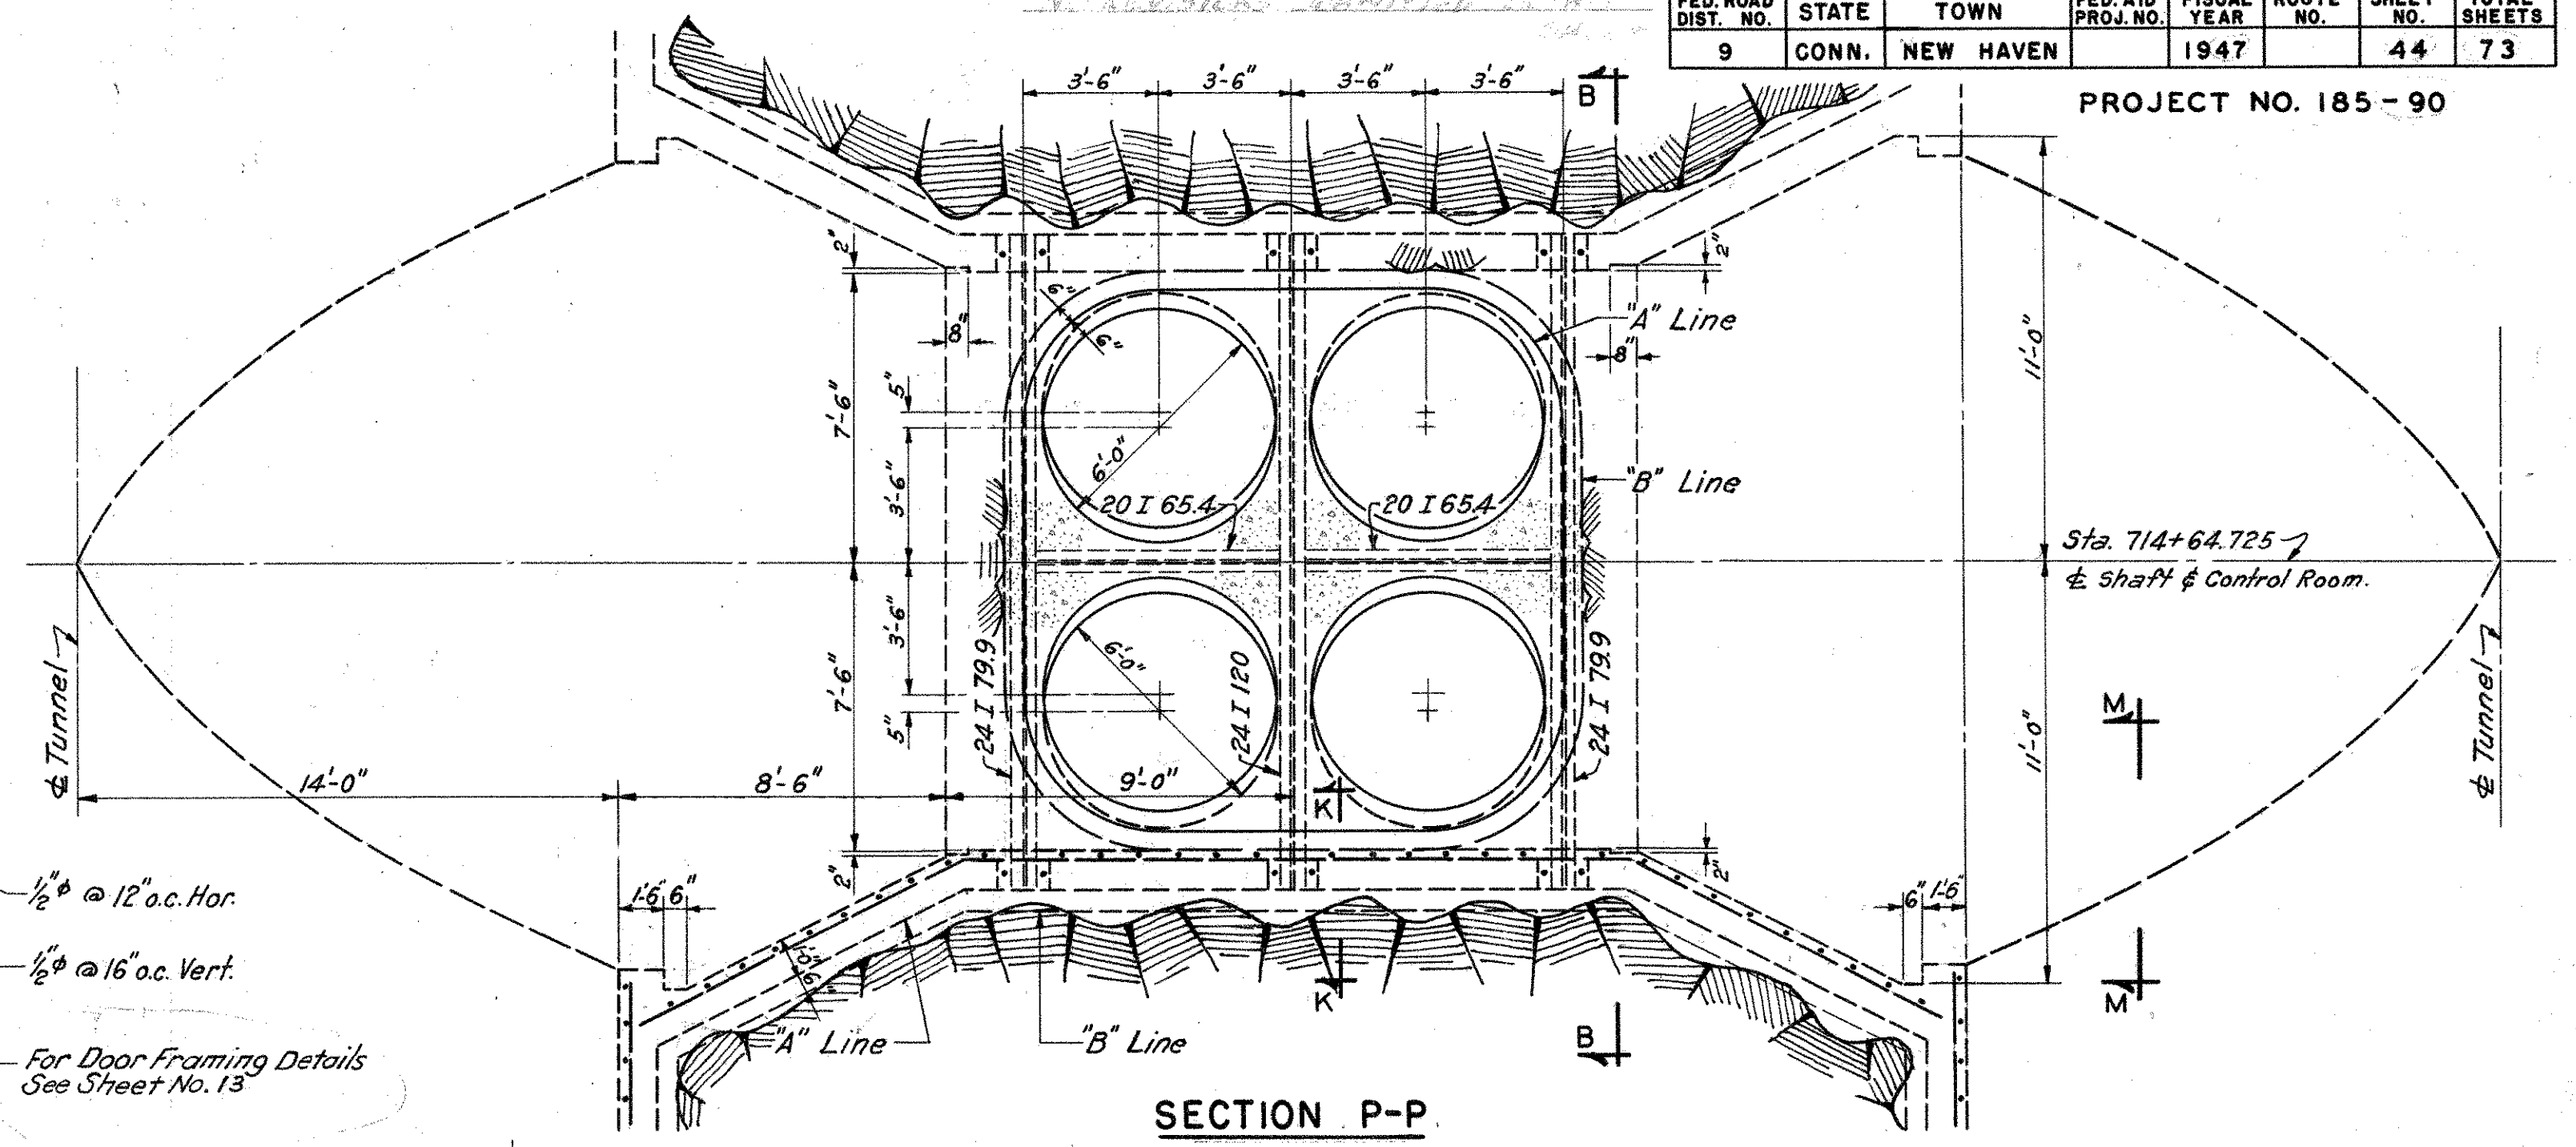 FED. ROAD DIST. NO. STATE TOWN FED. AID PROJ. NO. FISCAL YEAR ROUTE NO. SHEET NO. TOTAL SHEETS
9 CONN. NEW HAVEN 1947 44 73
PROJECT NO. 185-90
3'-6" 3'-6" 3'-6" 3'-6"
B
2" 2"
6"
6"
8" 8"
"A" Line
11'-0"
7'-6"
5"
6'-0"
3'-6"
"B" Line
20 I 65.4 20 I 65.4
Sta. 714+64.725
℄ Shaft & Control Room.
3'-6"
6'-0"
7'-6"
5"
24 I 79.9
24 I 120
24 I 79.9
11'-0"
℄ Tunnel
℄ Tunnel
M
14'-0" 8'-6" 9'-0"
K
2" 2"
1'-6" 6" 6" 1'-6"
½"φ @ 12" o.c. Hor.
½"φ @ 16" o.c. Vert.
K
M
"A" Line "B" Line
B
For Door Framing Details
See Sheet No. 13
SECTION P-P